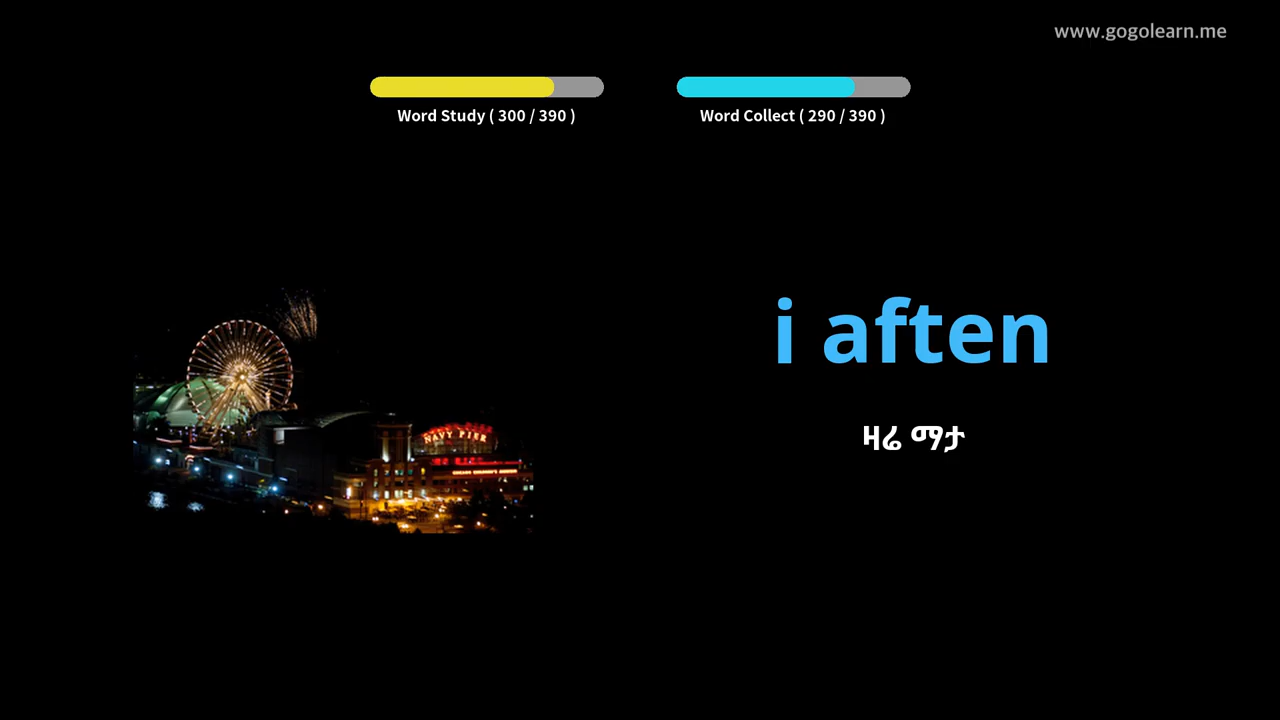 www.gogolearn.me
Word Study ( 300 / 390 )
Word Collect ( 290 / 390 )
i aften
ዛሬ ማታ
NAVY PIER